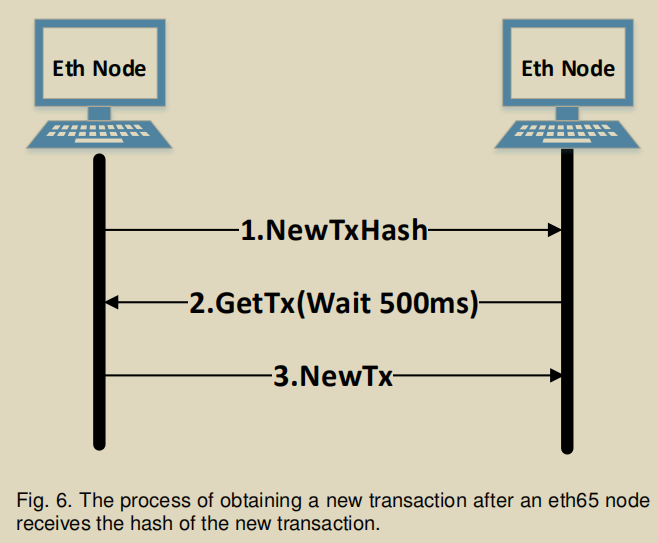 Eth Node
Eth Node
1.NewTxHash
2.GetTx(Wait 500ms)
3.NewTx
Fig. 6. The process of obtaining a new transaction after an eth65 node
receives the hash of the new transaction.